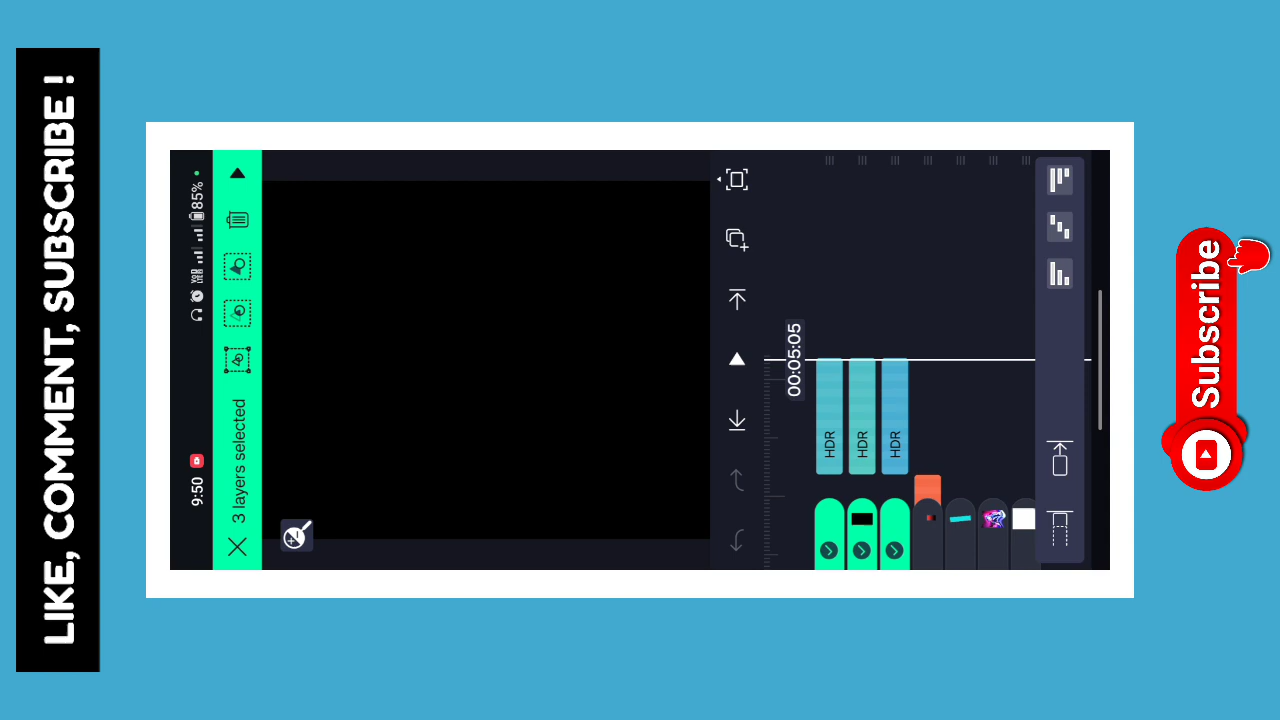 LIKE, COMMENT, SUBSCRIBE !
9:50
85%
3 layers selected
00:05:05
HDR
HDR
HDR
Subscribe